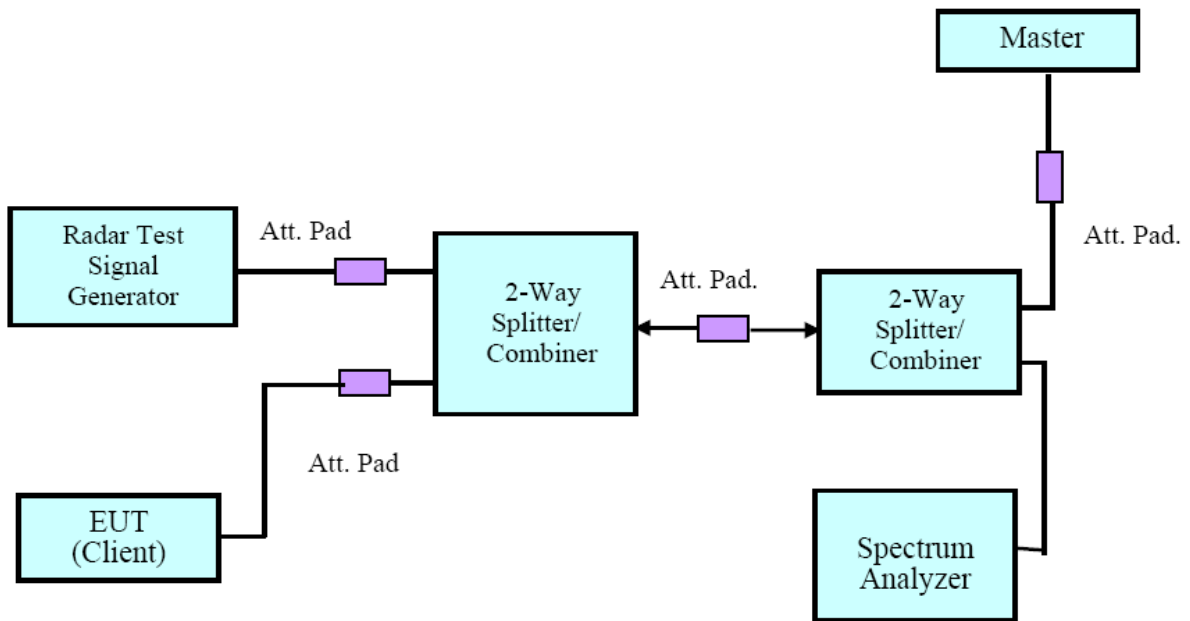 Master
Radar Test
Signal
Generator
Att. Pad
2-Way
Splitter/
Combiner
Att. Pad.
2-Way
Splitter/
Combiner
Att. Pad.
Att. Pad
EUT
(Client)
Spectrum
Analyzer